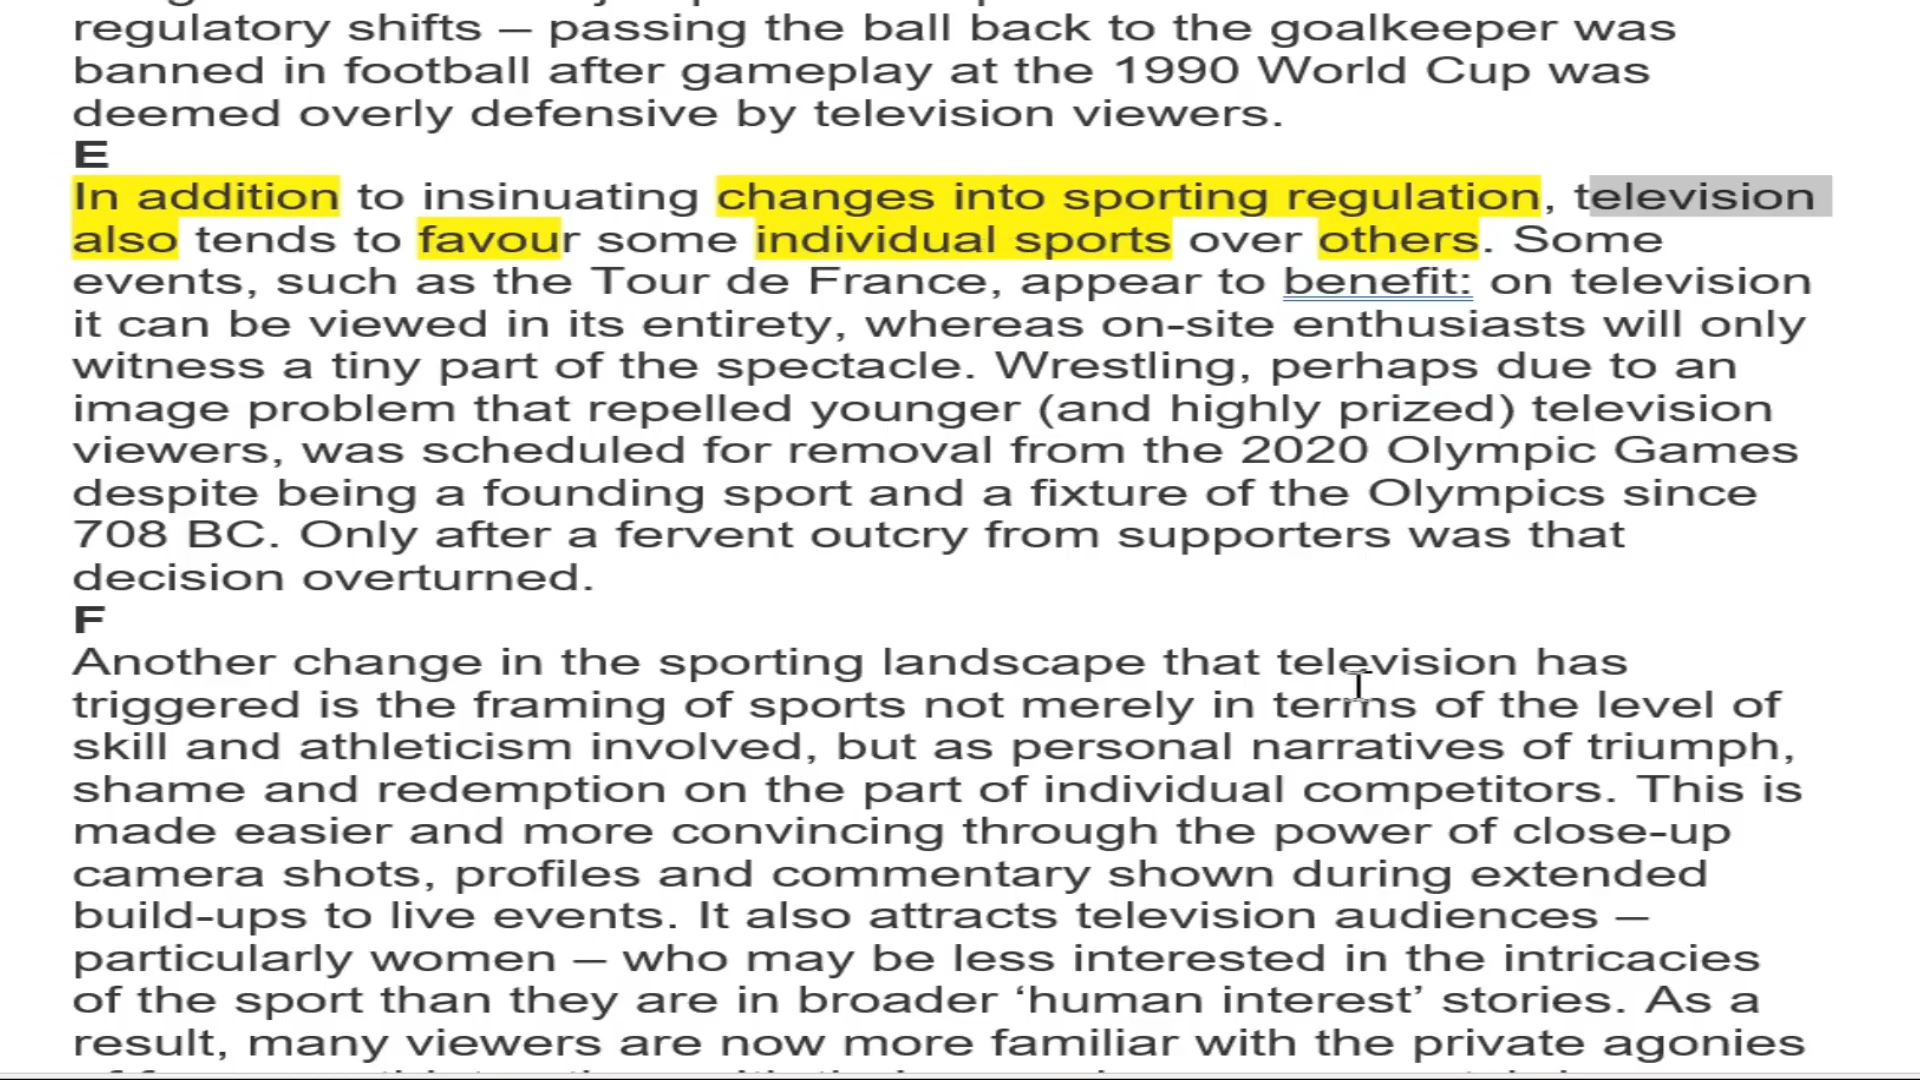 regulatory shifts – passing the ball back to the goalkeeper was
banned in football after gameplay at the 1990 World Cup was
deemed overly defensive by television viewers.
E
In addition to insinuating changes into sporting regulation, television
also tends to favour some individual sports over others. Some
events, such as the Tour de France, appear to benefit: on television
it can be viewed in its entirety, whereas on-site enthusiasts will only
witness a tiny part of the spectacle. Wrestling, perhaps due to an
image problem that repelled younger (and highly prized) television
viewers, was scheduled for removal from the 2020 Olympic Games
despite being a founding sport and a fixture of the Olympics since
708 BC. Only after a fervent outcry from supporters was that
decision overturned.
F
Another change in the sporting landscape that television has
triggered is the framing of sports not merely in terms of the level of
skill and athleticism involved, but as personal narratives of triumph,
shame and redemption on the part of individual competitors. This is
made easier and more convincing through the power of close-up
camera shots, profiles and commentary shown during extended
build-ups to live events. It also attracts television audiences –
particularly women – who may be less interested in the intricacies
of the sport than they are in broader ‘human interest’ stories. As a
result, many viewers are now more familiar with the private agonies